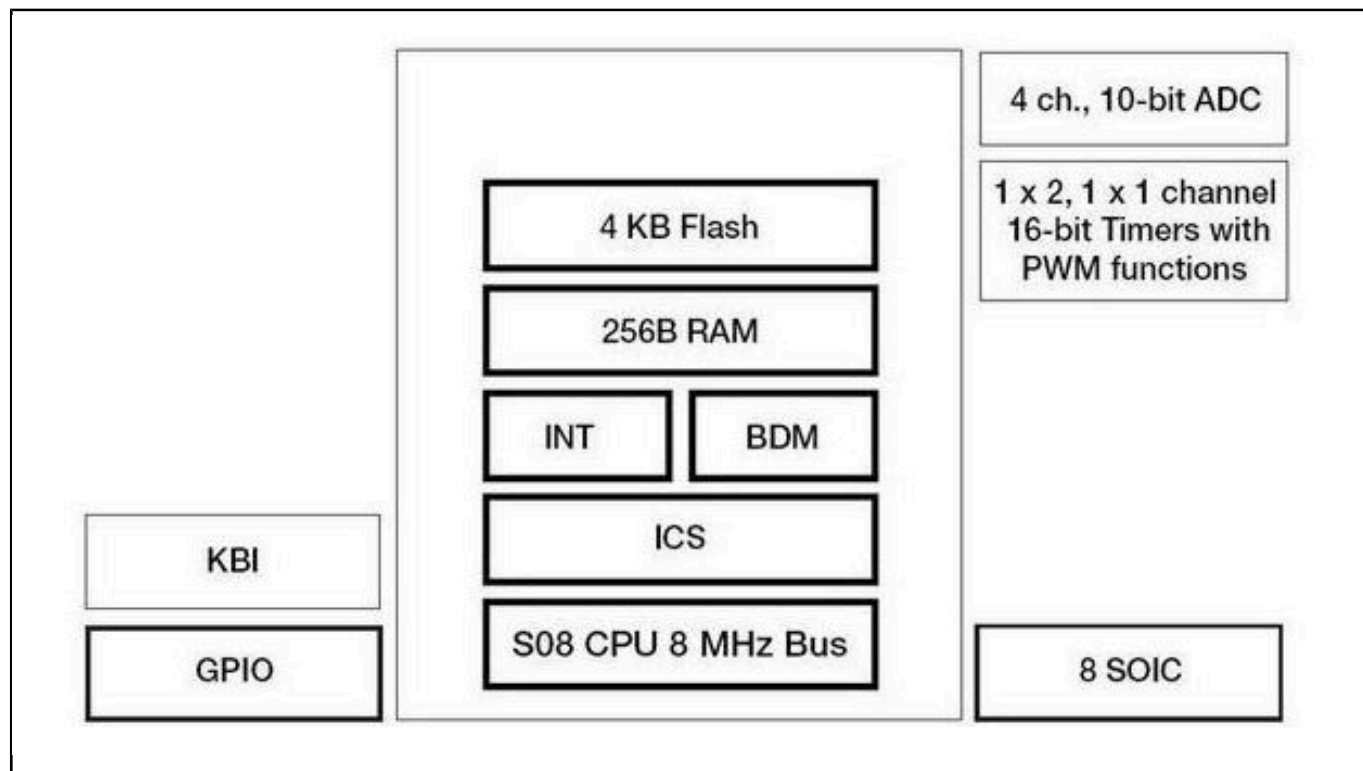 4 ch., 10-bit ADC
1 x 2, 1 x 1 channel
16-bit Timers with
PWM functions
4 KB Flash
256B RAM
INT
BDM
ICS
S08 CPU 8 MHz Bus
KBI
GPIO
8 SOIC